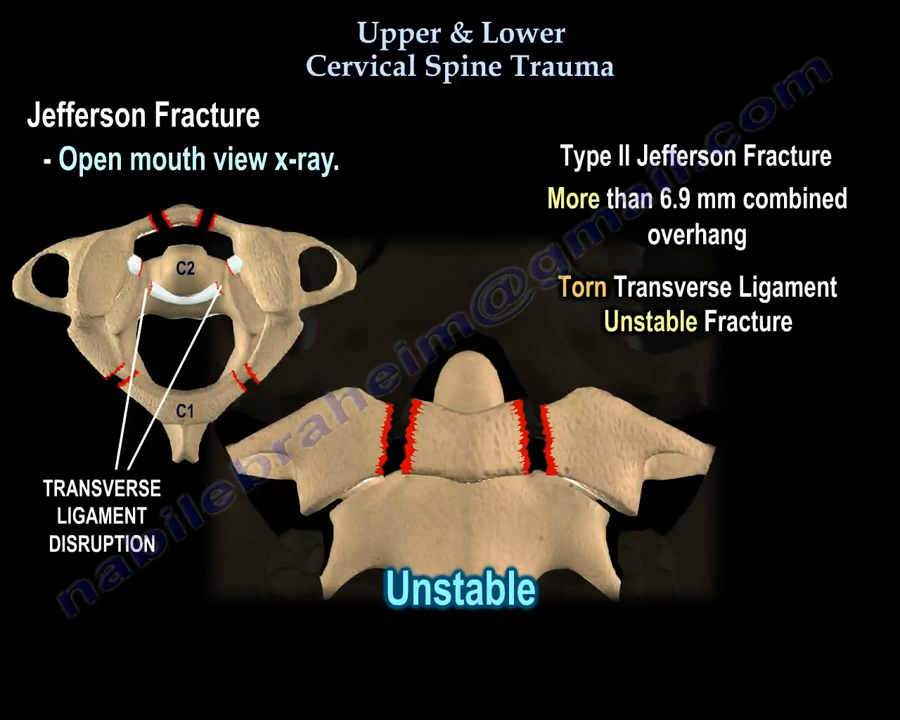 Upper & Lower
Cervical Spine Trauma
Jefferson Fracture
- Open mouth view x-ray.
Type II Jefferson Fracture
More than 6.9 mm combined
overhang
Torn Transverse Ligament
Unstable Fracture
C2
C1
TRANSVERSE
LIGAMENT
DISRUPTION
Unstable
nabilebraheim@gmail.com